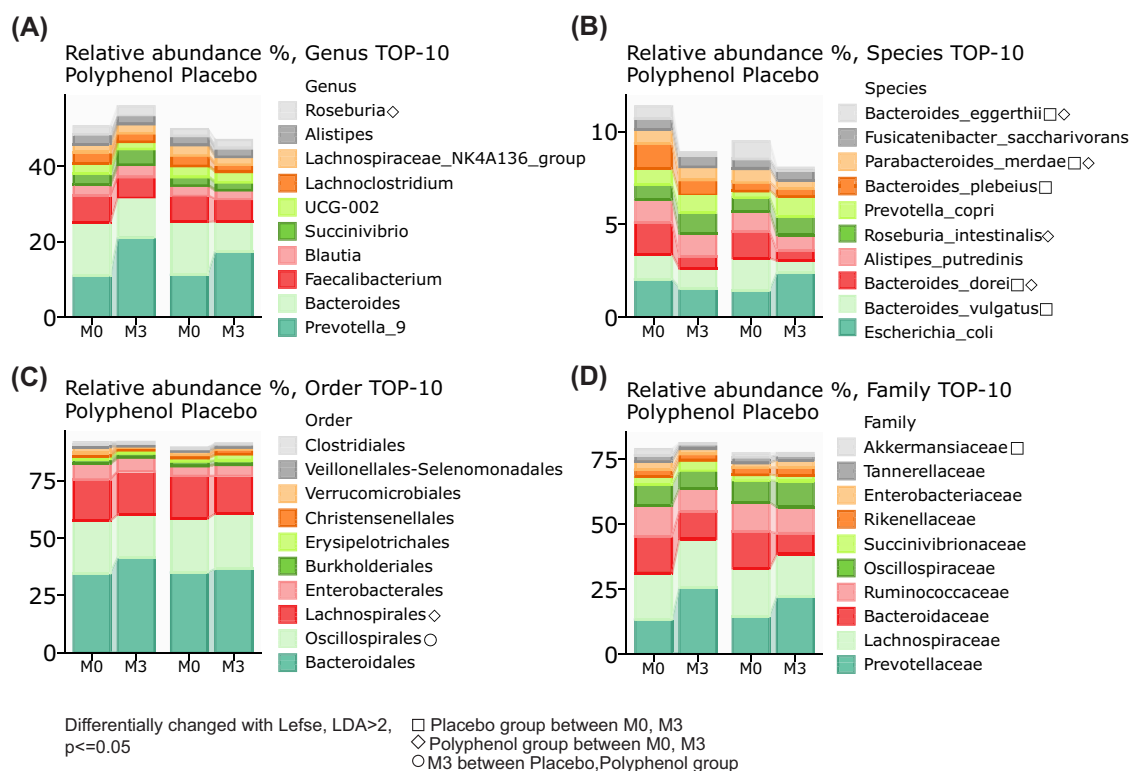 (A)
Relative abundance %, Genus TOP-10
Polyphenol Placebo
Genus
Roseburia◇
Alistipes
Lachnospiraceae_NK4A136_group
Lachnoclostridium
UCG-002
Succinivibrio
Blautia
Faecalibacterium
Bacteroides
Prevotella_9
40
20
0
M0 M3 M0 M3
(B)
Relative abundance %, Species TOP-10
Polyphenol Placebo
Species
Bacteroides_eggerthii□◇
Fusicatenibacter_saccharivorans
Parabacteroides_merdae□◇
Bacteroides_plebeius□
Prevotella_copri
Roseburia_intestinalis◇
Alistipes_putredinis
Bacteroides_dorei□◇
Bacteroides_vulgatus□
Escherichia_coli
10
5
0
M0 M3 M0 M3
(C)
Relative abundance %, Order TOP-10
Polyphenol Placebo
Order
Clostridiales
Veillonellales-Selenomonadales
Verrucomicrobiales
Christensenellales
Erysipelotrichales
Burkholderiales
Enterobacterales
Lachnospirales◇
Oscillospirales○
Bacteroidales
75
50
25
0
M0 M3 M0 M3
(D)
Relative abundance %, Family TOP-10
Polyphenol Placebo
Family
Akkermansiaceae□
Tannerellaceae
Enterobacteriaceae
Rikenellaceae
Succinivibrionaceae
Oscillospiraceae
Ruminococcaceae
Bacteroidaceae
Lachnospiraceae
Prevotellaceae
75
50
25
0
M0 M3 M0 M3
Differentially changed with Lefse, LDA>2,
p<=0.05
□ Placebo group between M0, M3
◇ Polyphenol group between M0, M3
○ M3 between Placebo,Polyphenol group